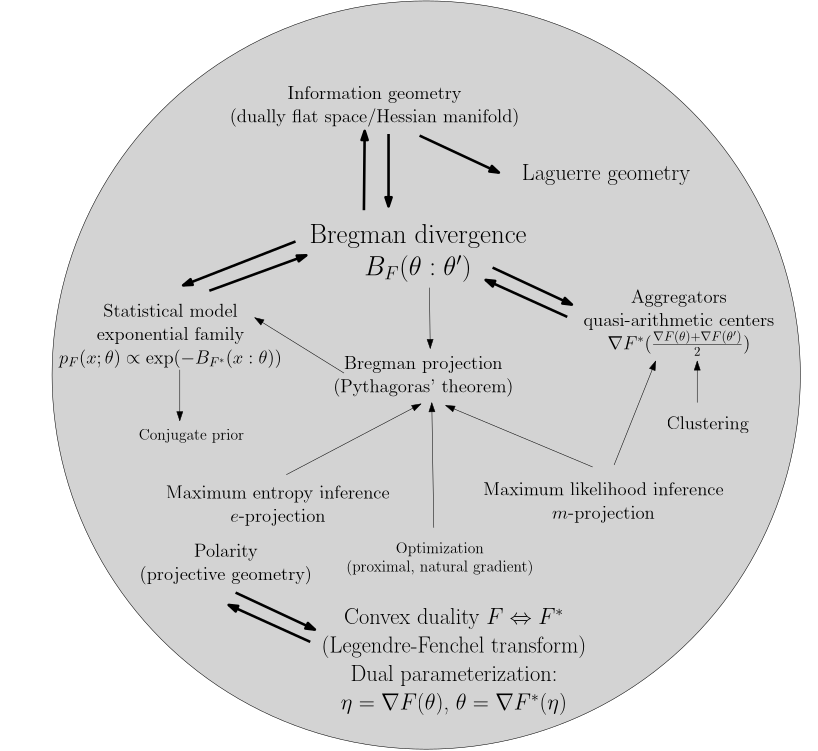 Information geometry
(dually flat space/Hessian manifold)
Laguerre geometry
Bregman divergence
B_F(θ : θ′)
Statistical model
exponential family
p_F(x; θ) ∝ exp(−B_{F*}(x : θ))
Aggregators
quasi-arithmetic centers
∇F*((∇F(θ)+∇F(θ′))/2)
Bregman projection
(Pythagoras' theorem)
Conjugate prior
Clustering
Maximum entropy inference
e-projection
Maximum likelihood inference
m-projection
Polarity
(projective geometry)
Optimization
(proximal, natural gradient)
Convex duality F ⇔ F*
(Legendre-Fenchel transform)
Dual parameterization:
η = ∇F(θ), θ = ∇F*(η)